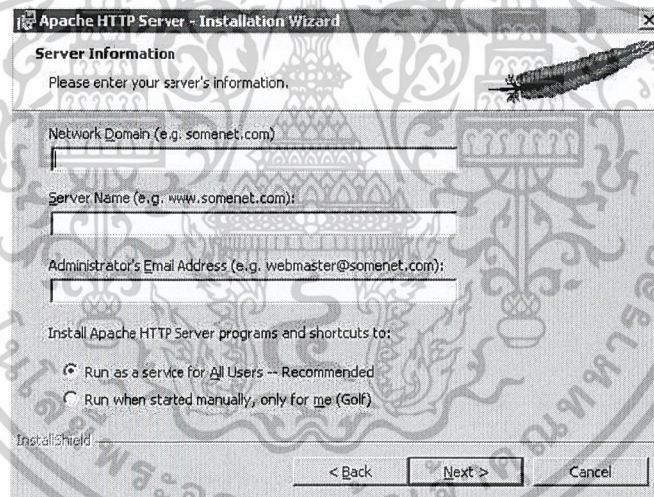 Apache HTTP Server - Installation Wizard
Server Information
Please enter your server's information.
Network Domain (e.g. somenet.com)
Server Name (e.g. www.somenet.com):
Administrator's Email Address (e.g. webmaster@somenet.com):
Install Apache HTTP Server programs and shortcuts to:
Run as a service for All Users -- Recommended
Run when started manually, only for me (Golf)
InstallShield
< Back
Next >
Cancel